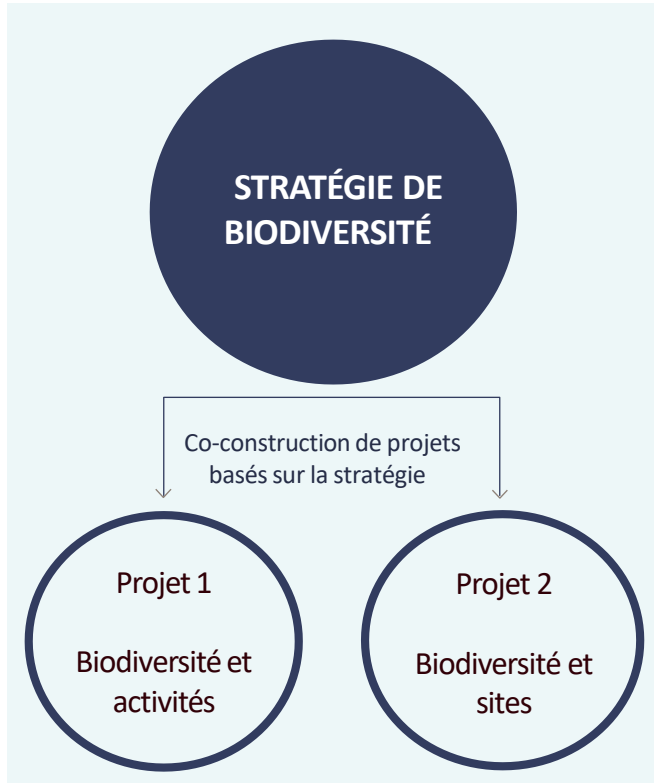 STRATÉGIE DE
BIODIVERSITÉ
Co-construction de projets
basés sur la stratégie
Projet 1
Biodiversité et
activités
Projet 2
Biodiversité et
sites